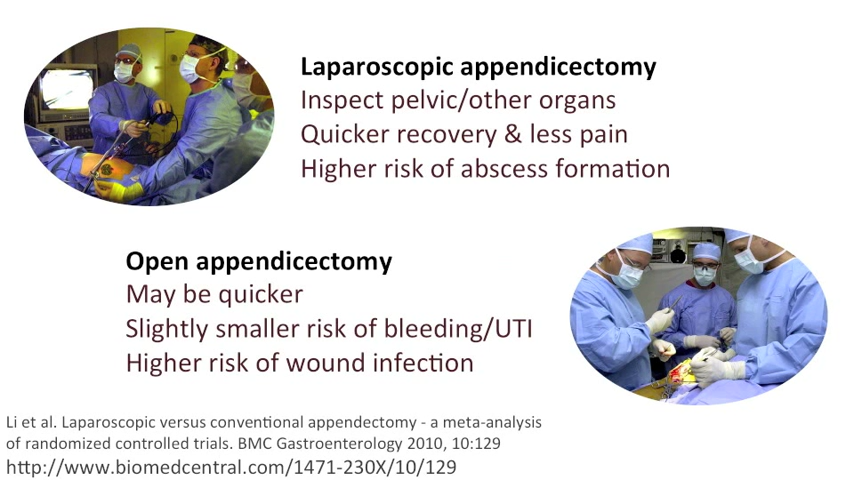 Laparoscopic appendicectomy
Inspect pelvic/other organs
Quicker recovery & less pain
Higher risk of abscess formation
Open appendicectomy
May be quicker
Slightly smaller risk of bleeding/UTI
Higher risk of wound infection
Li et al. Laparoscopic versus conventional appendectomy - a meta-analysis
of randomized controlled trials. BMC Gastroenterology 2010, 10:129
http://www.biomedcentral.com/1471-230X/10/129